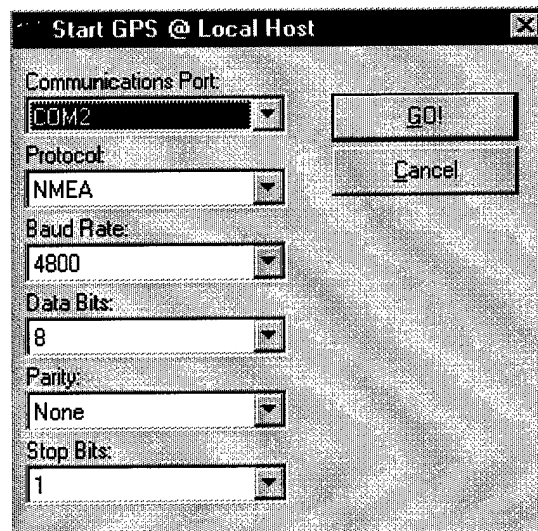 Start GPS @ Local Host
Communications Port:
COM2
GO!
Protocol:
NMEA
Cancel
Baud Rate:
4800
Data Bits:
8
Parity:
None
Stop Bits:
1